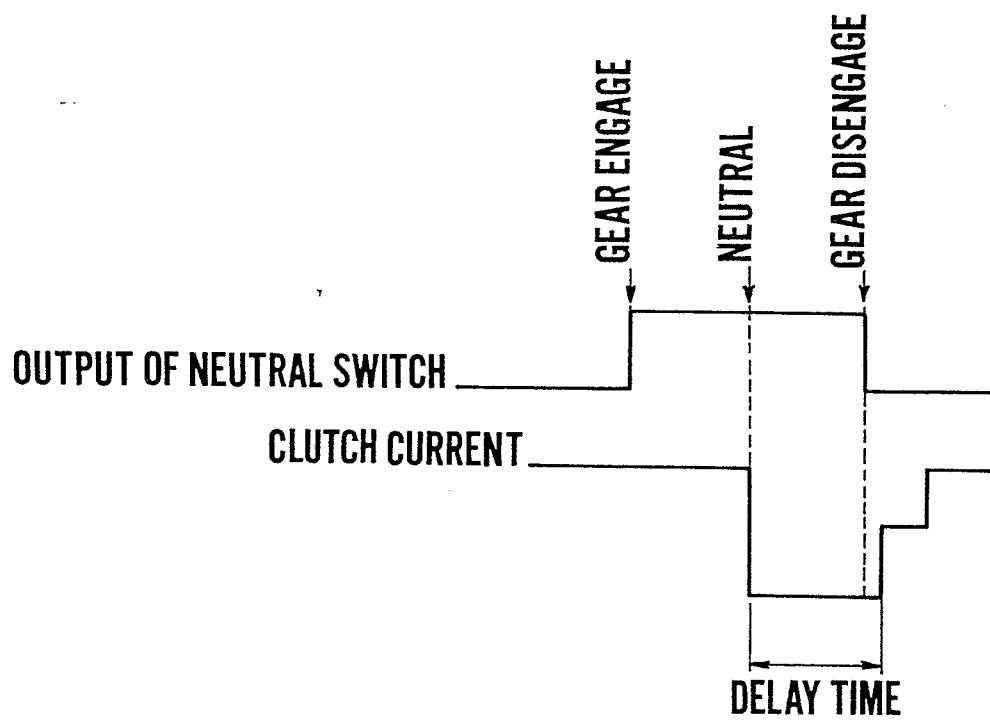 GEAR ENGAGE
NEUTRAL
GEAR DISENGAGE
OUTPUT OF NEUTRAL SWITCH
CLUTCH CURRENT
DELAY TIME